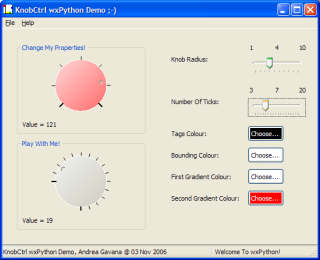 KnobCtrl wxPython Demo ;-)
File Help
Change My Properties!
Value = 121
Play With Me!
Value = 19
Knob Radius:
1 4 10
Number Of Ticks:
3 7 20
Tags Colour: Choose...
Bounding Colour: Choose...
First Gradient Colour: Choose...
Second Gradient Colour: Choose...
KnobCtrl wxPython Demo, Andrea Gavana @ 03 Nov 2006 Welcome To wxPython!